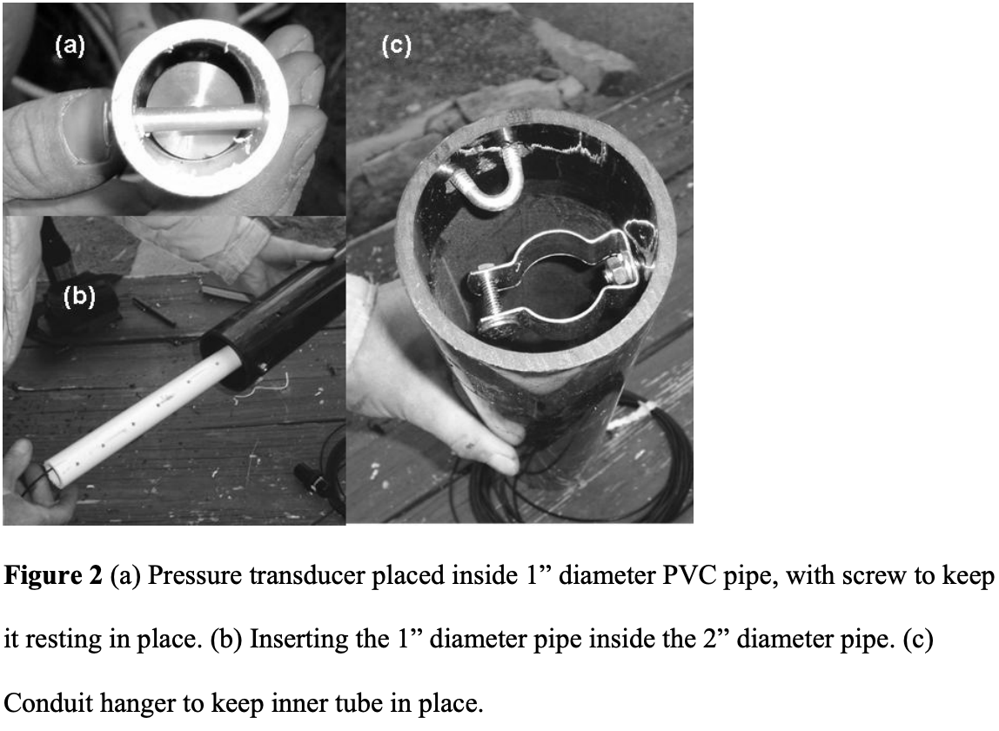 (a)
(c)
(b)
Figure 2 (a) Pressure transducer placed inside 1” diameter PVC pipe, with screw to keep
it resting in place. (b) Inserting the 1” diameter pipe inside the 2” diameter pipe. (c)
Conduit hanger to keep inner tube in place.